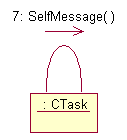 7: SelfMessage( )
: CTask